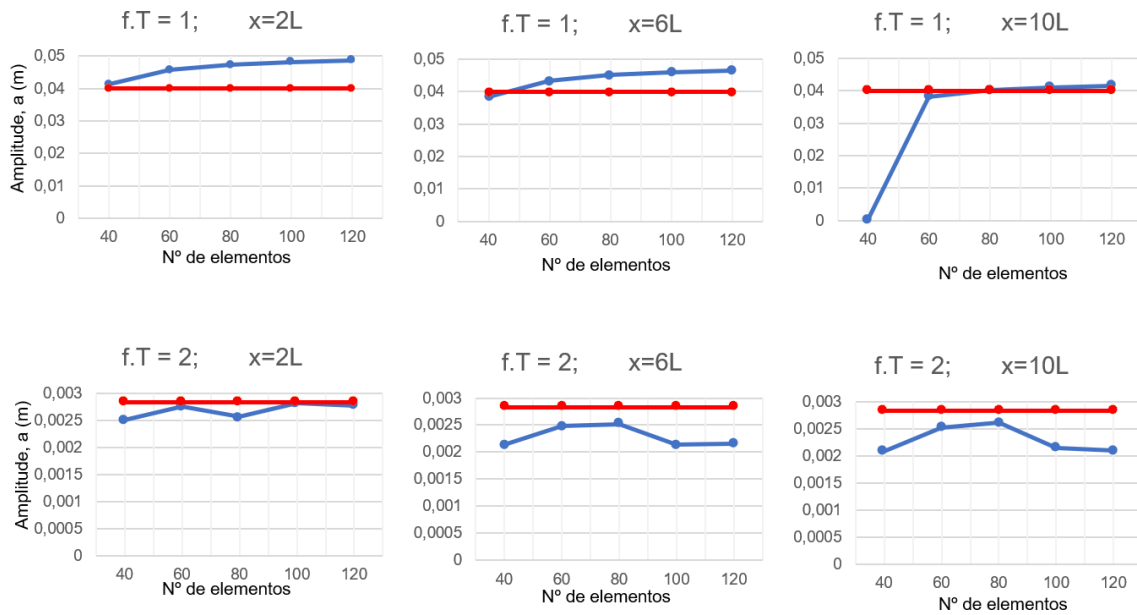 f.T = 1; x=2L
Amplitude, a (m)
0,05
0,04
0,03
0,02
0,01
0
40 60 80 100 120
Nº de elementos
f.T = 1; x=6L
0,05
0,04
0,03
0,02
0,01
0
40 60 80 100 120
Nº de elementos
f.T = 1; x=10L
0,05
0,04
0,03
0,02
0,01
0
40 60 80 100 120
Nº de elementos
f.T = 2; x=2L
Amplitude, a (m)
0,003
0,0025
0,002
0,0015
0,001
0,0005
0
40 60 80 100 120
Nº de elementos
f.T = 2; x=6L
0,003
0,0025
0,002
0,0015
0,001
0,0005
0
40 60 80 100 120
Nº de elementos
f.T = 2; x=10L
0,003
0,0025
0,002
0,0015
0,001
0,0005
0
40 60 80 100 120
Nº de elementos